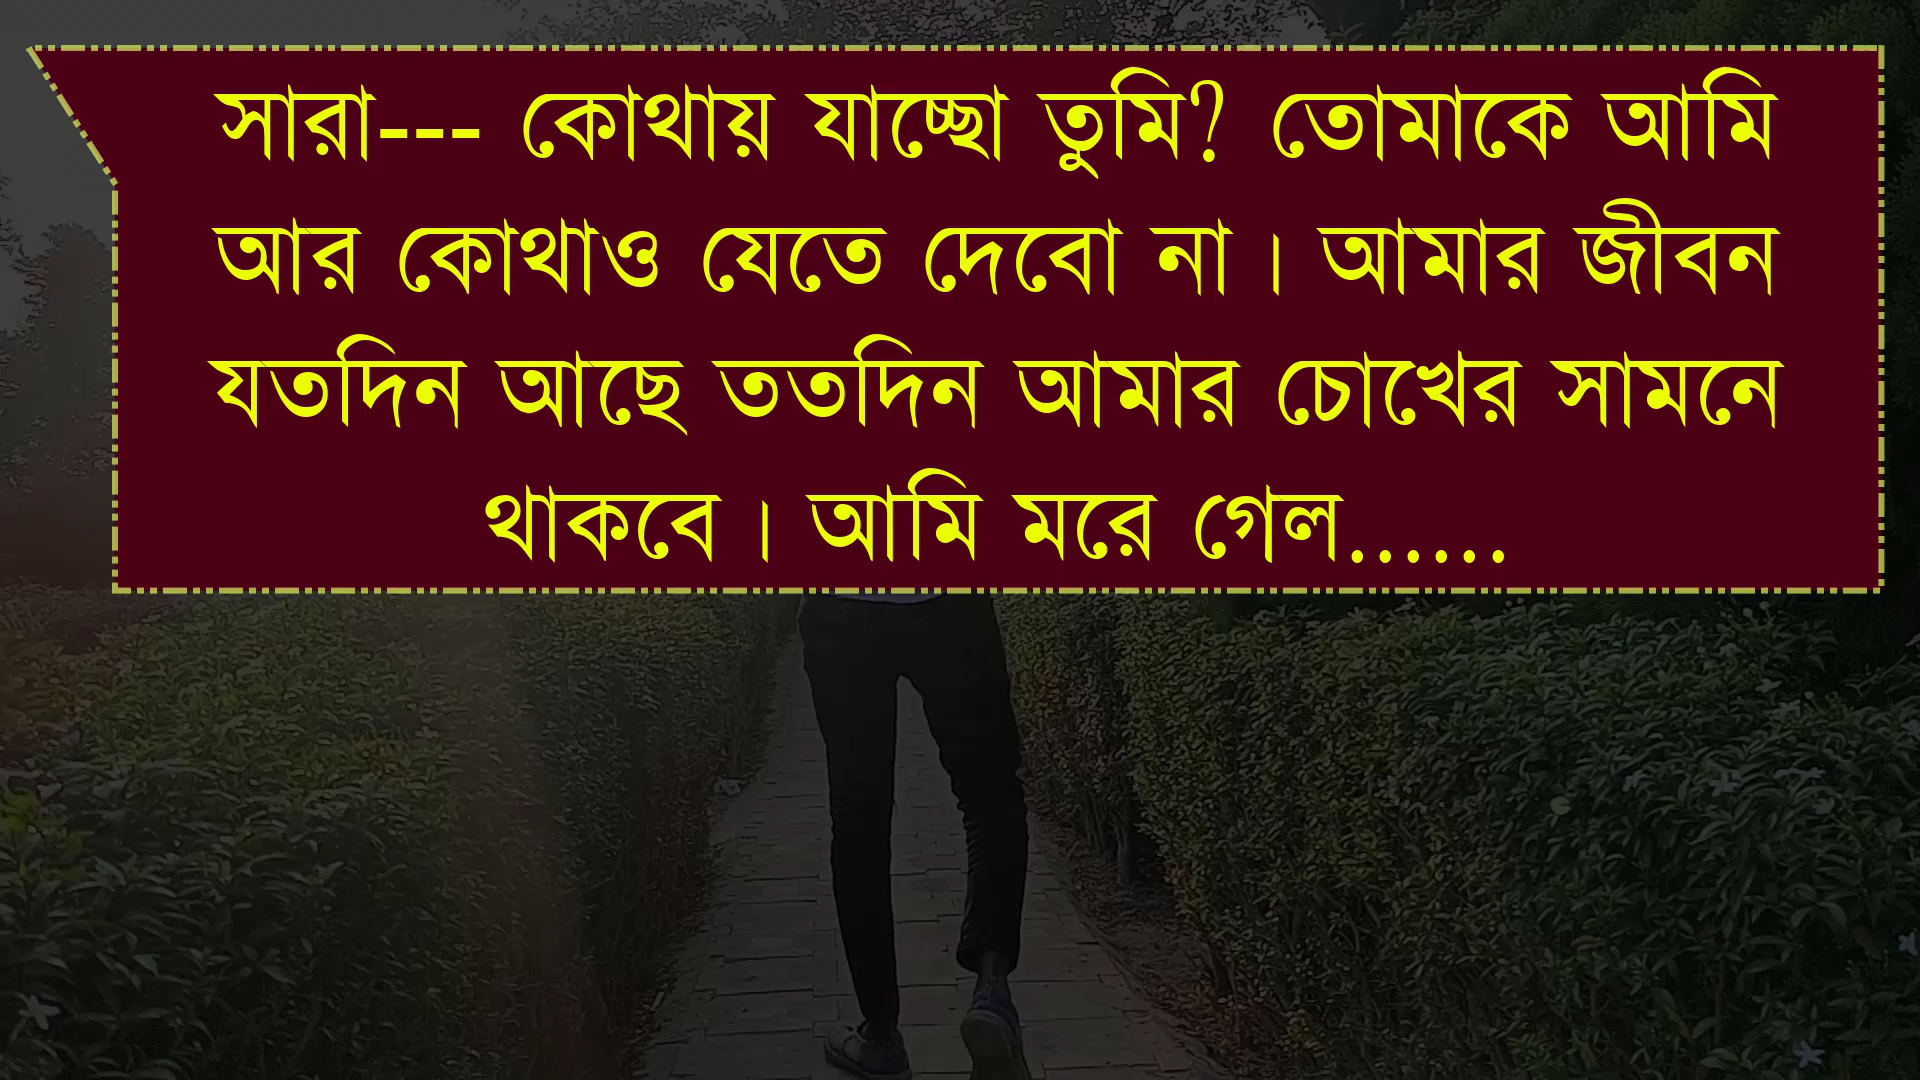 সারা--- কোথায় যাচ্ছো তুমি? তোমাকে আমি
আর কোথাও যেতে দেবো না। আমার জীবন
যতদিন আছে ততদিন আমার চোখের সামনে
থাকবে। আমি মরে গেল......